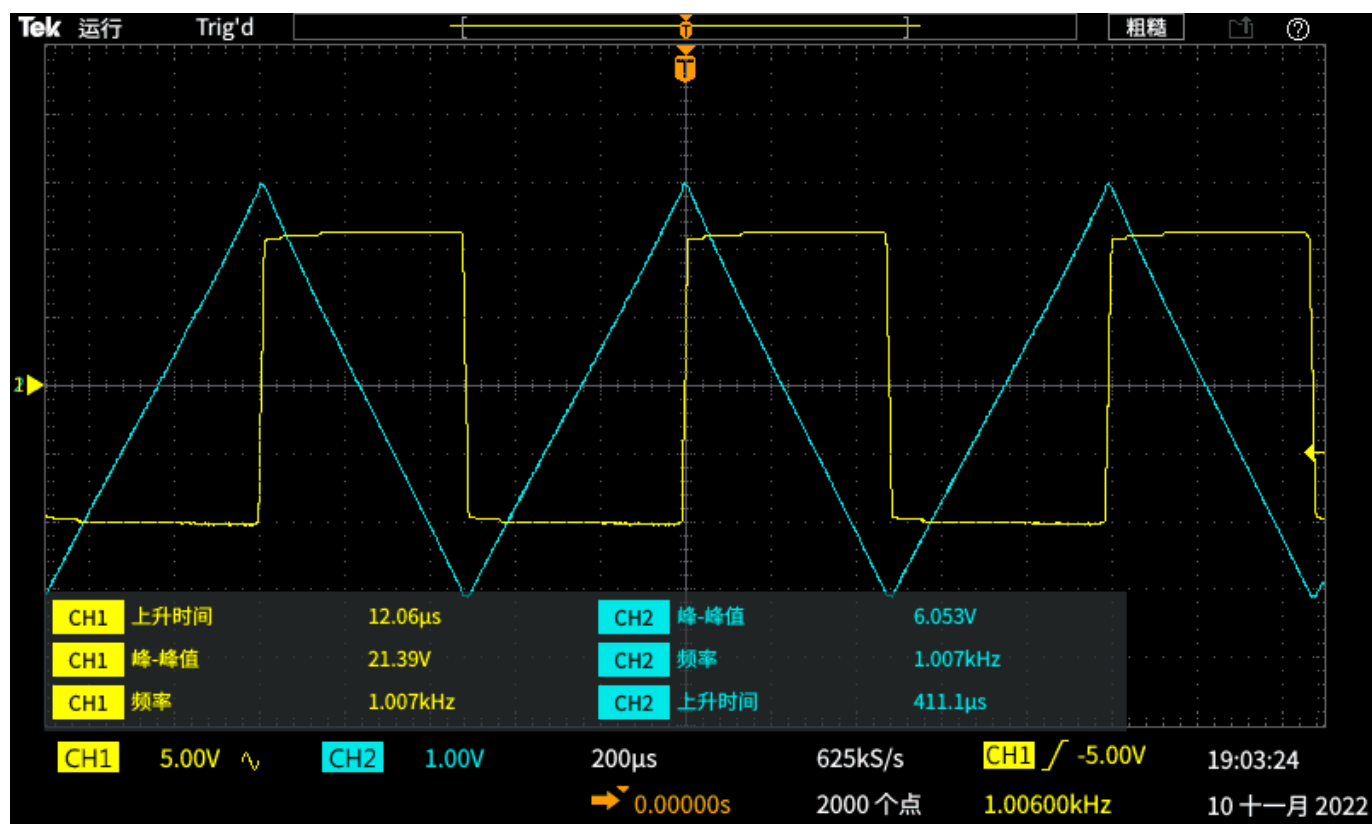 Tek 运行 Trig'd 粗糙 ?
T
T
2
CH1 上升时间 12.06µs CH2 峰-峰值 6.053V
CH1 峰-峰值 21.39V CH2 频率 1.007kHz
CH1 频率 1.007kHz CH2 上升时间 411.1µs
CH1 5.00V CH2 1.00V 200µs 625kS/s CH1 -5.00V 19:03:24
0.00000s 2000 个点 1.00600kHz 10 十一月 2022